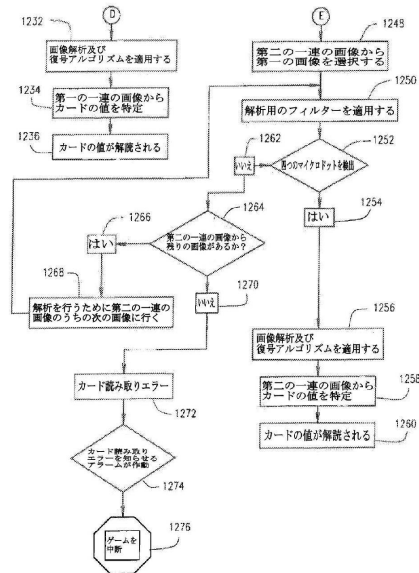 D
1232
画像解析及び
復号アルゴリズムを適用する
1234
第一の一連の画像から
カードの値を特定
1236
カードの値が解読される
E
1248
第二の一連の画像から
第一の画像を選択する
1250
解析用のフィルターを適用する
1252
四つのマイクロドットを検出
1262
いいえ
1254
はい
1264
第二の一連の画像から
残りの画像があるか?
1266
はい
1268
解析を行うために第二の一連の
画像のうちの次の画像に行く
1270
いいえ
1256
画像解析及び
復号アルゴリズムを適用する
1258
第二の一連の画像から
カードの値を特定
1260
カードの値が解読される
カード読み取りエラー
1272
カード読み取り
エラーを知らせる
アラームが作動
1274
ゲームを
中断
1276